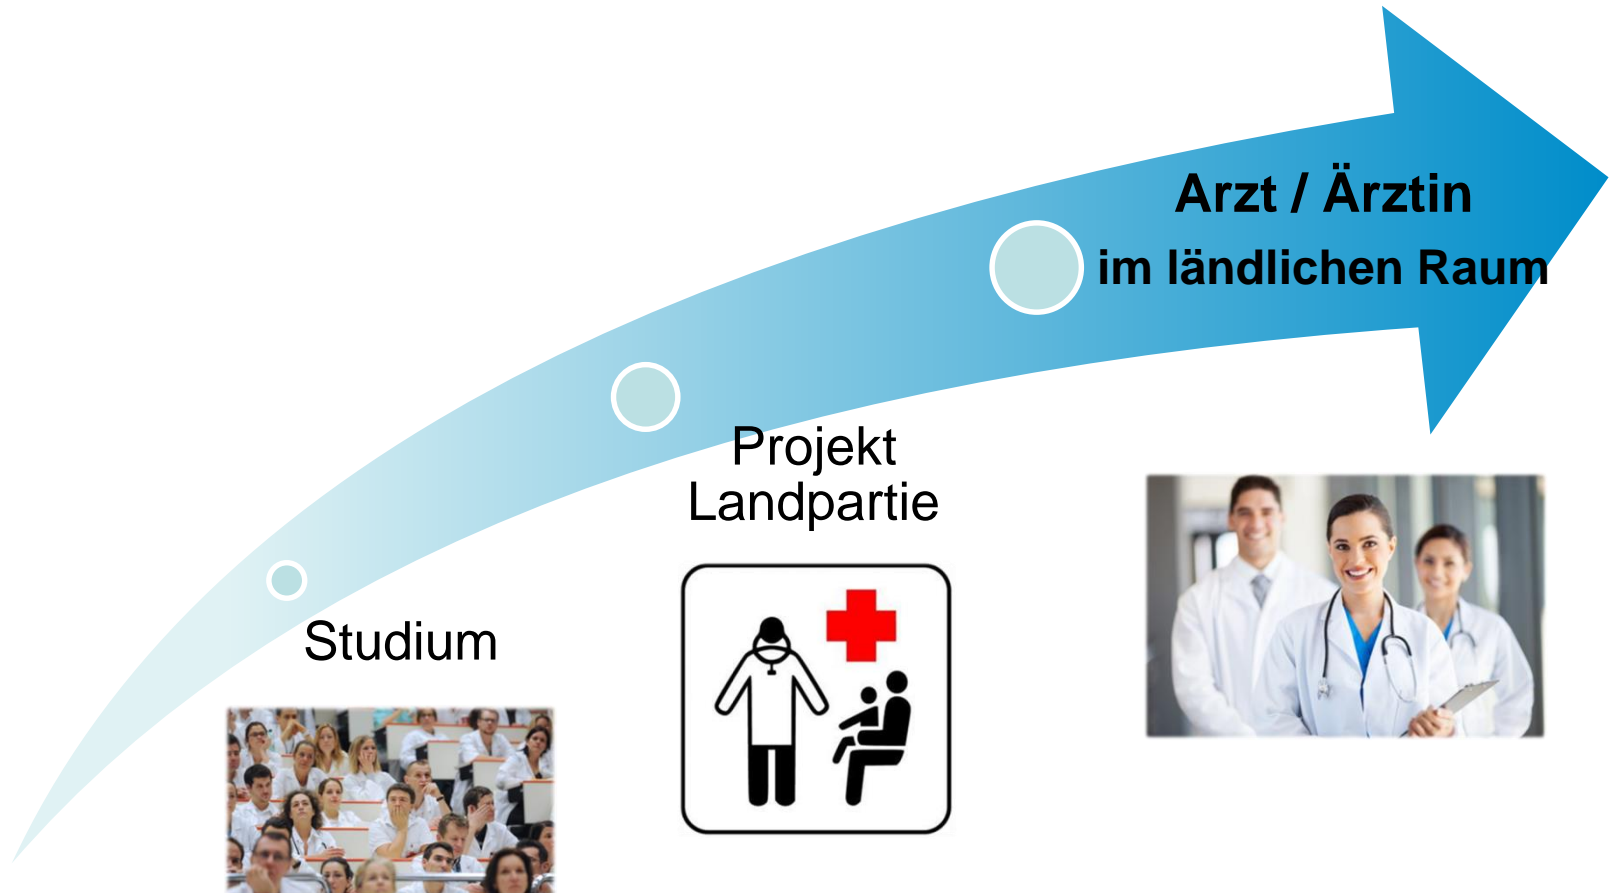 Arzt / Ärztin
im ländlichen Raum
Projekt
Landpartie
Studium